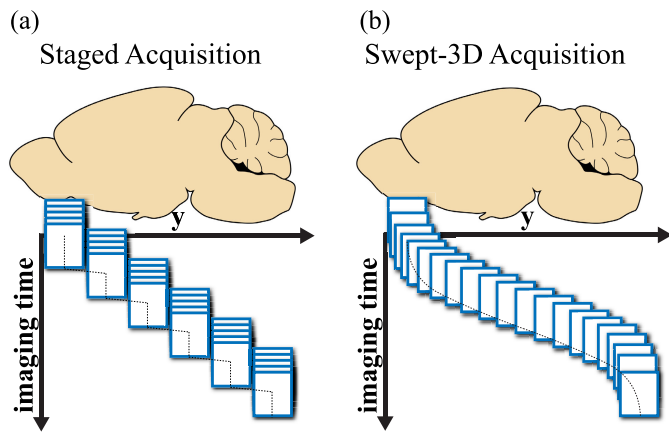 (a)
Staged Acquisition
y
imaging time
(b)
Swept-3D Acquisition
y
imaging time